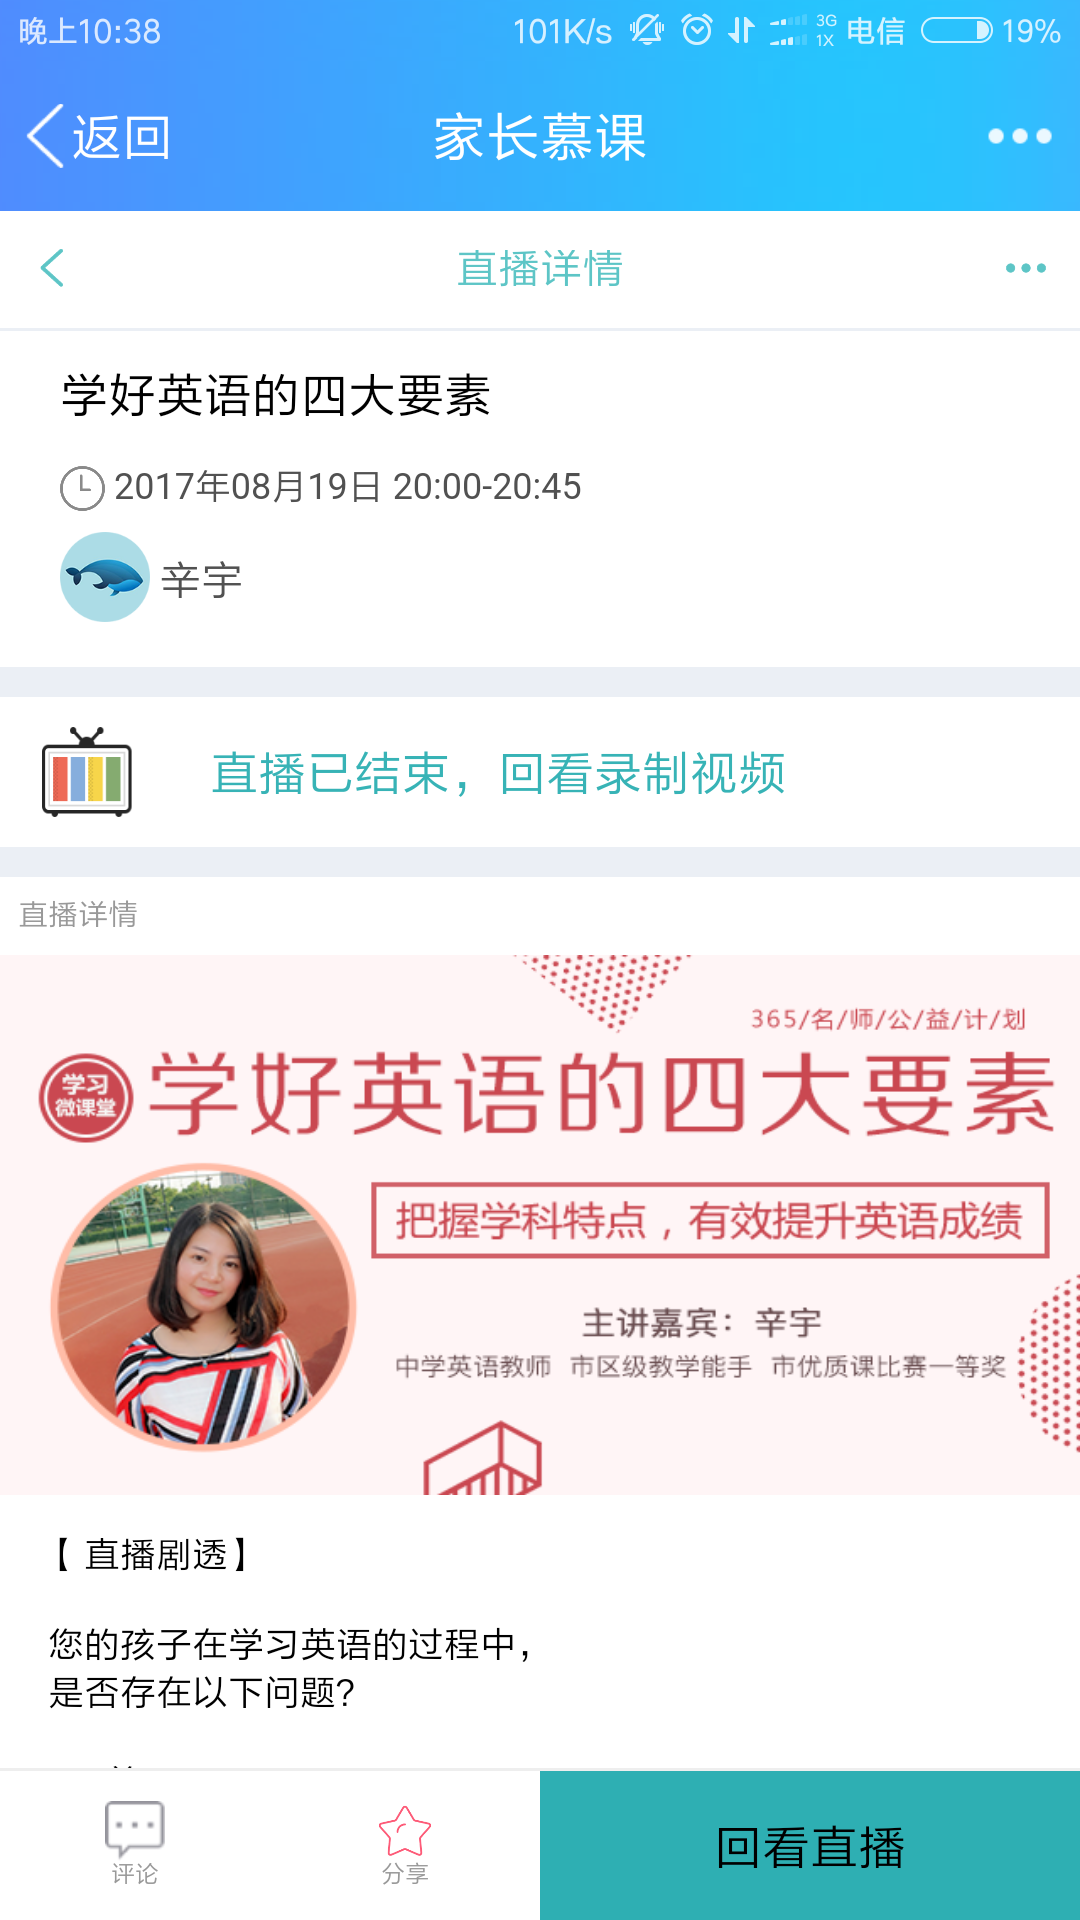 晚上10:38
101K/s
3G
1X
电信
19%
返回
家长慕课
直播详情
学好英语的四大要素
2017年08月19日 20:00-20:45
辛宇
直播已结束，回看录制视频
直播详情
365/名/师/公/益/计/划
学习
微课堂
学好英语的四大要素
把握学科特点，有效提升英语成绩
主讲嘉宾：辛宇
中学英语教师 市区级教学能手 市优质课比赛一等奖
【 直播剧透】
您的孩子在学习英语的过程中，
是否存在以下问题？
评论
分享
回看直播